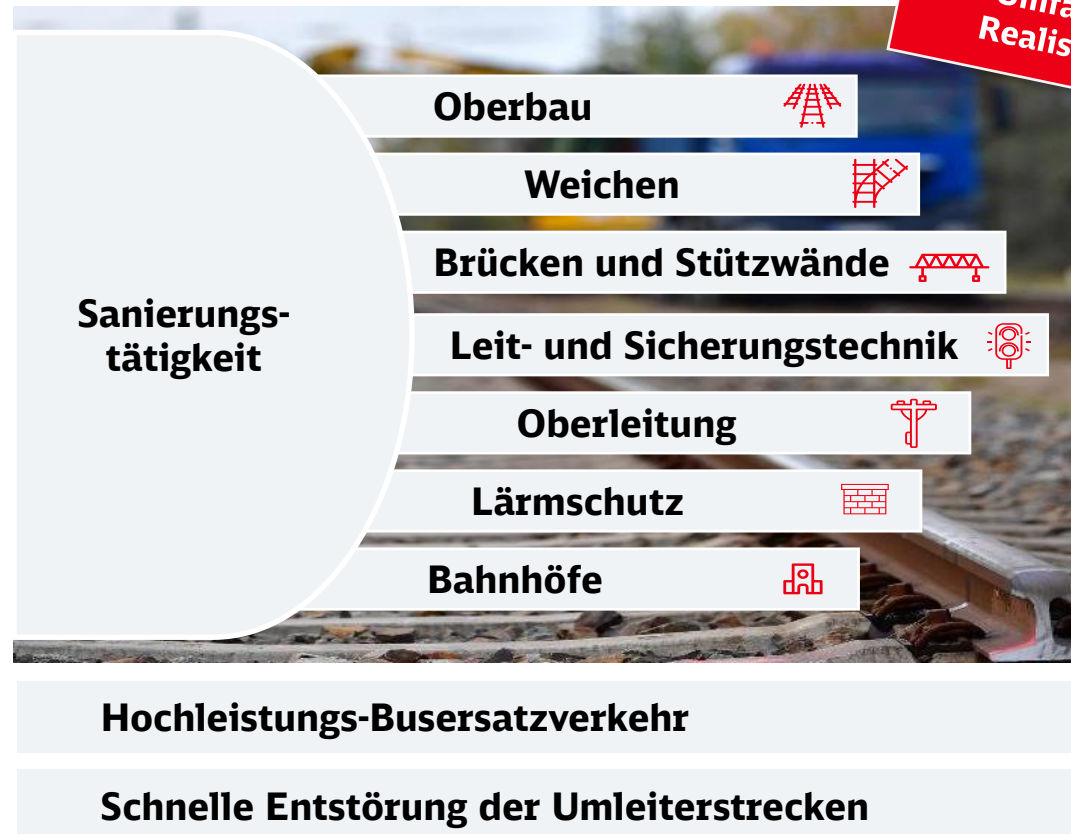 Realis
Oberbau
Weichen
Brücken und Stützwände
Leit- und Sicherungstechnik
Sanierungs-
tätigkeit
Oberleitung
Lärmschutz
Bahnhöfe
Hochleistungs-Busersatzverkehr
Schnelle Entstörung der Umleiterstrecken